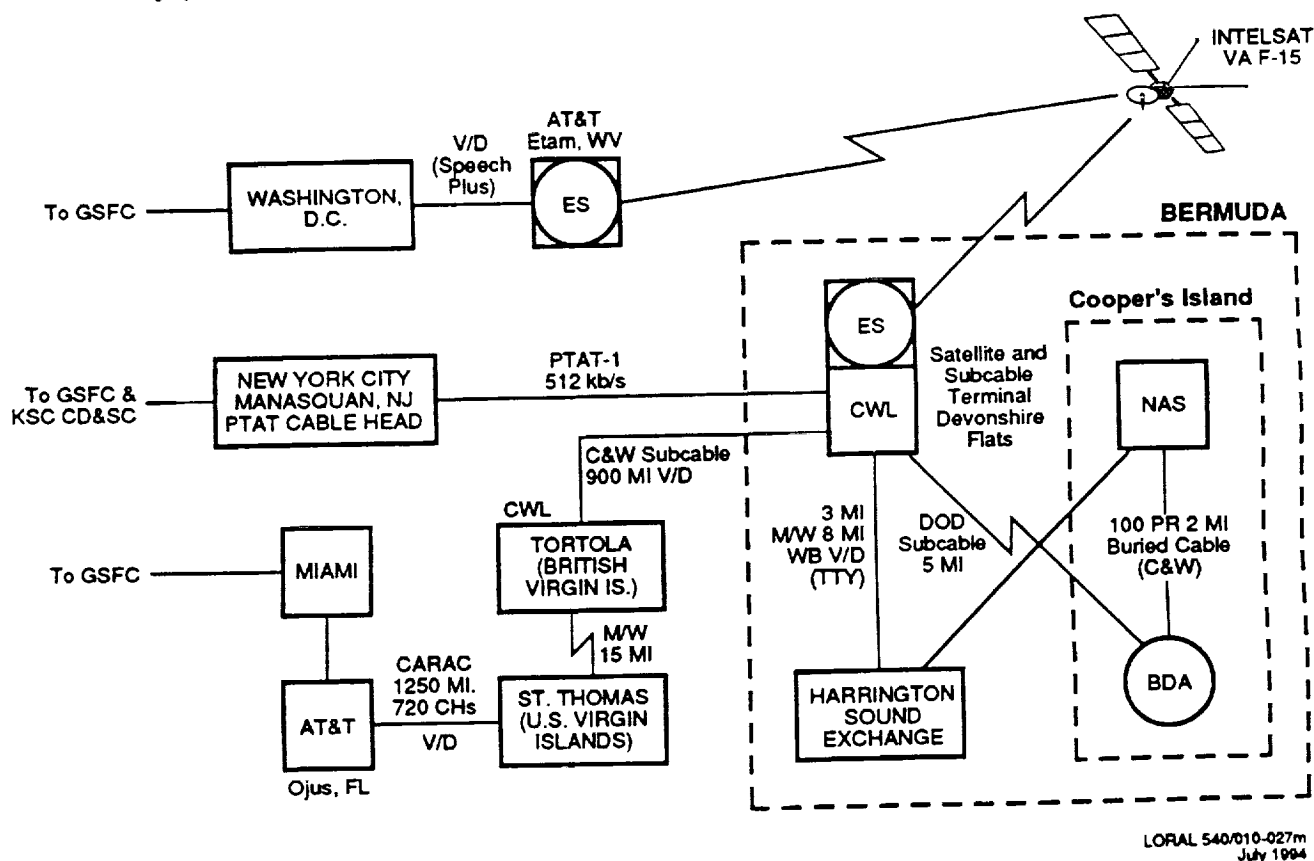 INTELSAT
VA F-15
AT&T
Etam, WV
V/D
(Speech
Plus)
To GSFC
WASHINGTON,
D.C.
ES
BERMUDA
Cooper's Island
ES
Satellite and
Subcable
Terminal
Devonshire
Flats
NAS
PTAT-1
512 kb/s
To GSFC &
KSC CD&SC
NEW YORK CITY
MANASQUAN, NJ
PTAT CABLE HEAD
CWL
C&W Subcable
900 MI V/D
3 MI
M/W 8 MI
WB V/D
(TTY)
DOD
Subcable
5 MI
100 PR 2 MI
Buried Cable
(C&W)
CWL
TORTOLA
(BRITISH
VIRGIN IS.)
To GSFC
MIAMI
M/W
15 MI
CARAC
1250 MI.
720 CHs
V/D
ST. THOMAS
(U.S. VIRGIN
ISLANDS)
HARRINGTON
SOUND
EXCHANGE
BDA
AT&T
Ojus, FL
LORAL 540/010-027m
July 1994